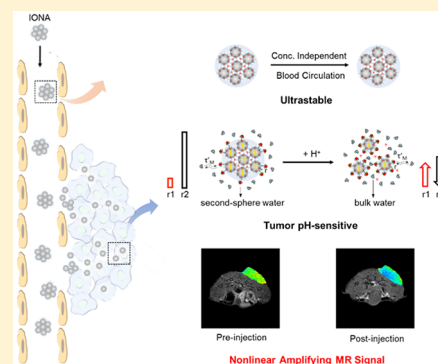 IONA
Conc. Independent
Blood Circulation
Ultrastable
+ H⁺
r1 r2
second-sphere water
bulk water
r1
Tumor pH-sensitive
Pre-injection
Post-injection
Nonlinear Amplifying MR Signal